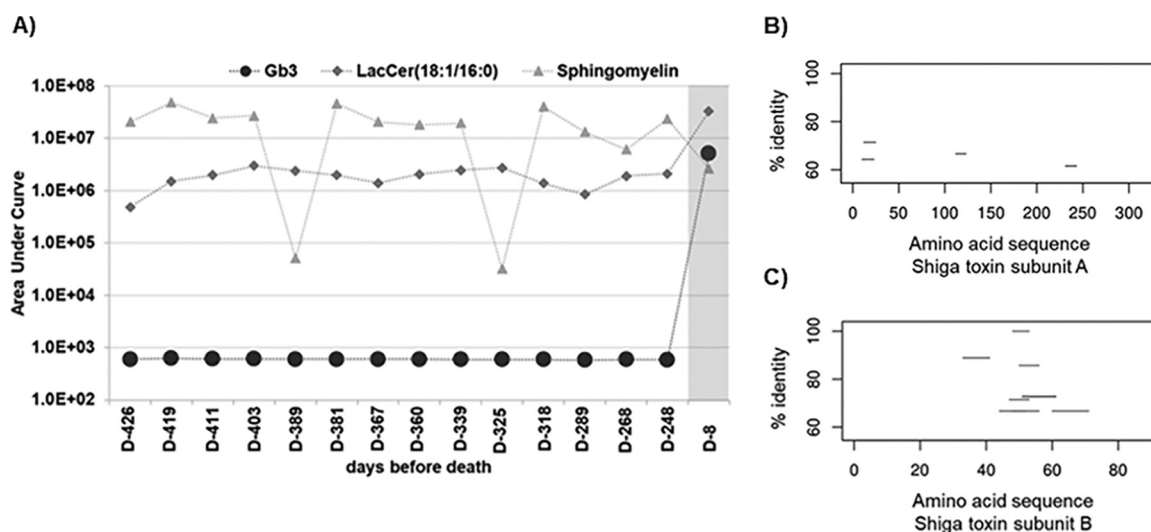 A)
Gb3 LacCer(18:1/16:0) Sphingomyelin
Area Under Curve
1.0E+08
1.0E+07
1.0E+06
1.0E+05
1.0E+04
1.0E+03
1.0E+02
D-426 D-419 D-411 D-403 D-389 D-381 D-367 D-360 D-339 D-325 D-318 D-289 D-268 D-248 D-8
days before death
B)
% identity
100
80
60
0 50 100 150 200 250 300
Amino acid sequence
Shiga toxin subunit A
C)
% identity
100
80
60
0 20 40 60 80
Amino acid sequence
Shiga toxin subunit B